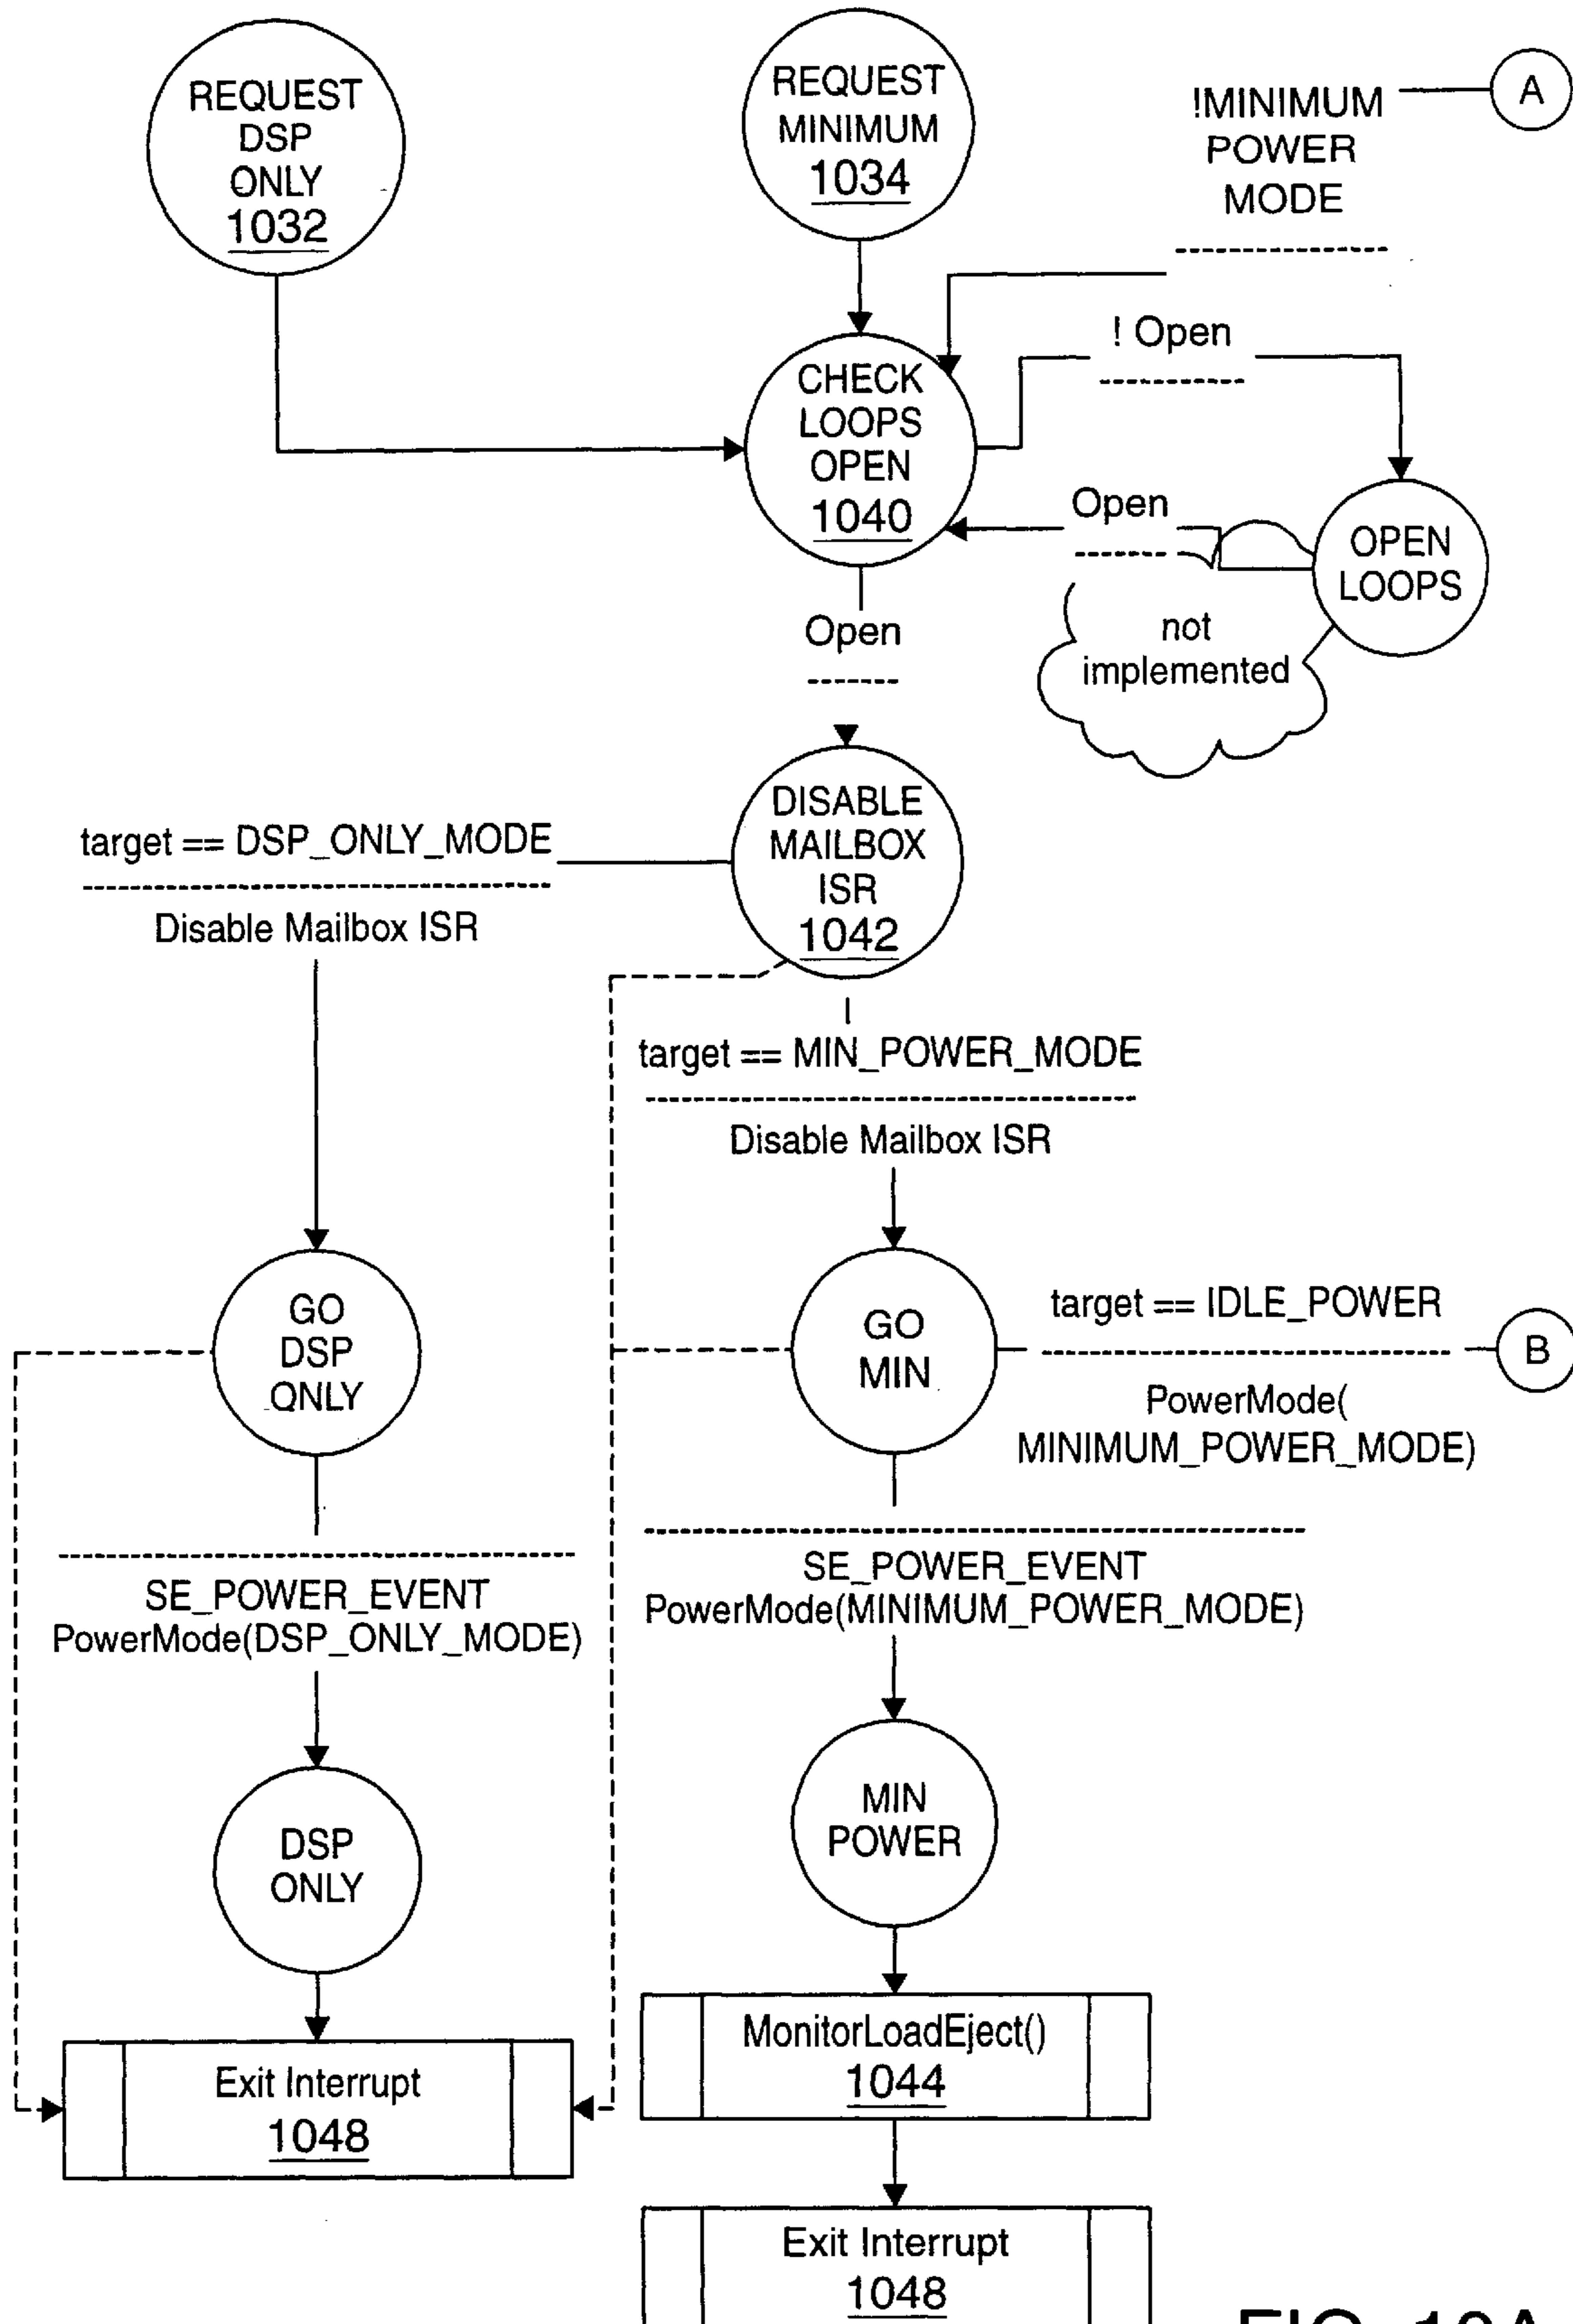 REQUEST
DSP
ONLY
1032
REQUEST
MINIMUM
1034
!MINIMUM
POWER
MODE
A
CHECK
LOOPS
OPEN
1040
! Open
Open
OPEN
LOOPS
not
implemented
Open
DISABLE
MAILBOX
ISR
1042
target == DSP_ONLY_MODE
Disable Mailbox ISR
target == MIN_POWER_MODE
Disable Mailbox ISR
GO
DSP
ONLY
GO
MIN
target == IDLE_POWER
B
PowerMode(
MINIMUM_POWER_MODE)
SE_POWER_EVENT
PowerMode(DSP_ONLY_MODE)
SE_POWER_EVENT
PowerMode(MINIMUM_POWER_MODE)
DSP
ONLY
MIN
POWER
MonitorLoadEject()
1044
Exit Interrupt
1048
Exit Interrupt
1048